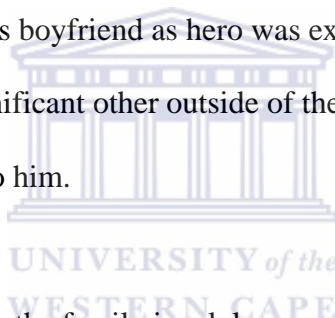 s boyfriend as hero was ex
nificant other outside of the
o him.
UNIVERSITY of the
WESTERN CAPE